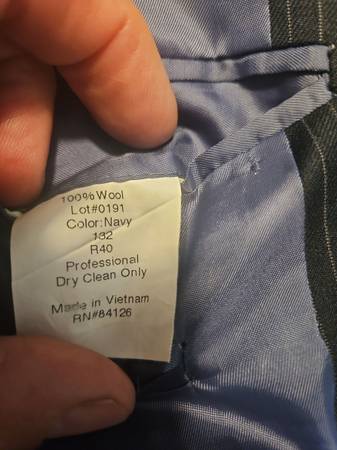 100% Wool
Lot#0191
Color:Navy
132
R40
Professional
Dry Clean Only
Made in Vietnam
RN#84126